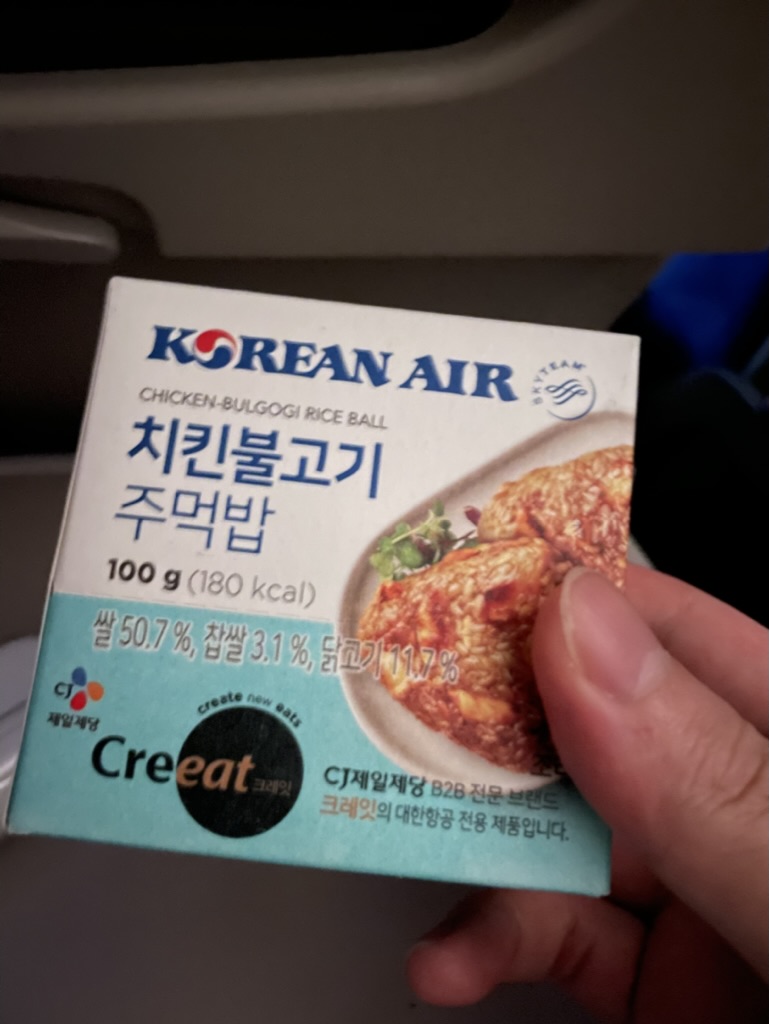 KOREAN AIR
SKYTEAM
CHICKEN-BULGOGI RICE BALL
치킨불고기
주먹밥
100 g (180 kcal)
쌀 50.7 %, 찹쌀 3.1 %, 닭고기 11.7 %
CJ
제일제당
create new eats
Creeat 크레잇
CJ제일제당 B2B 전문 브랜드
크레잇의 대한항공 전용 제품입니다.